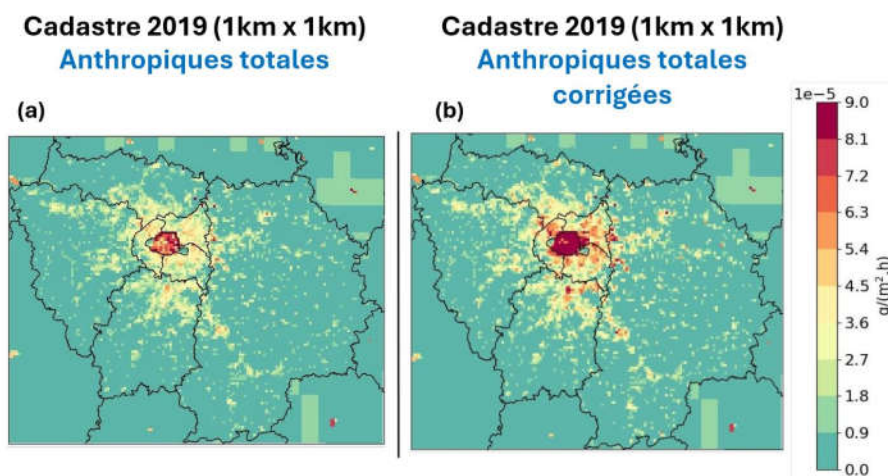 Cadastre 2019 (1km x 1km)
Anthropiques totales
(a)
Cadastre 2019 (1km x 1km)
Anthropiques totales
corrigées
(b)
1e−5
9.0
8.1
7.2
6.3
5.4
4.5
3.6
2.7
1.8
0.9
0.0
g/(m².h)